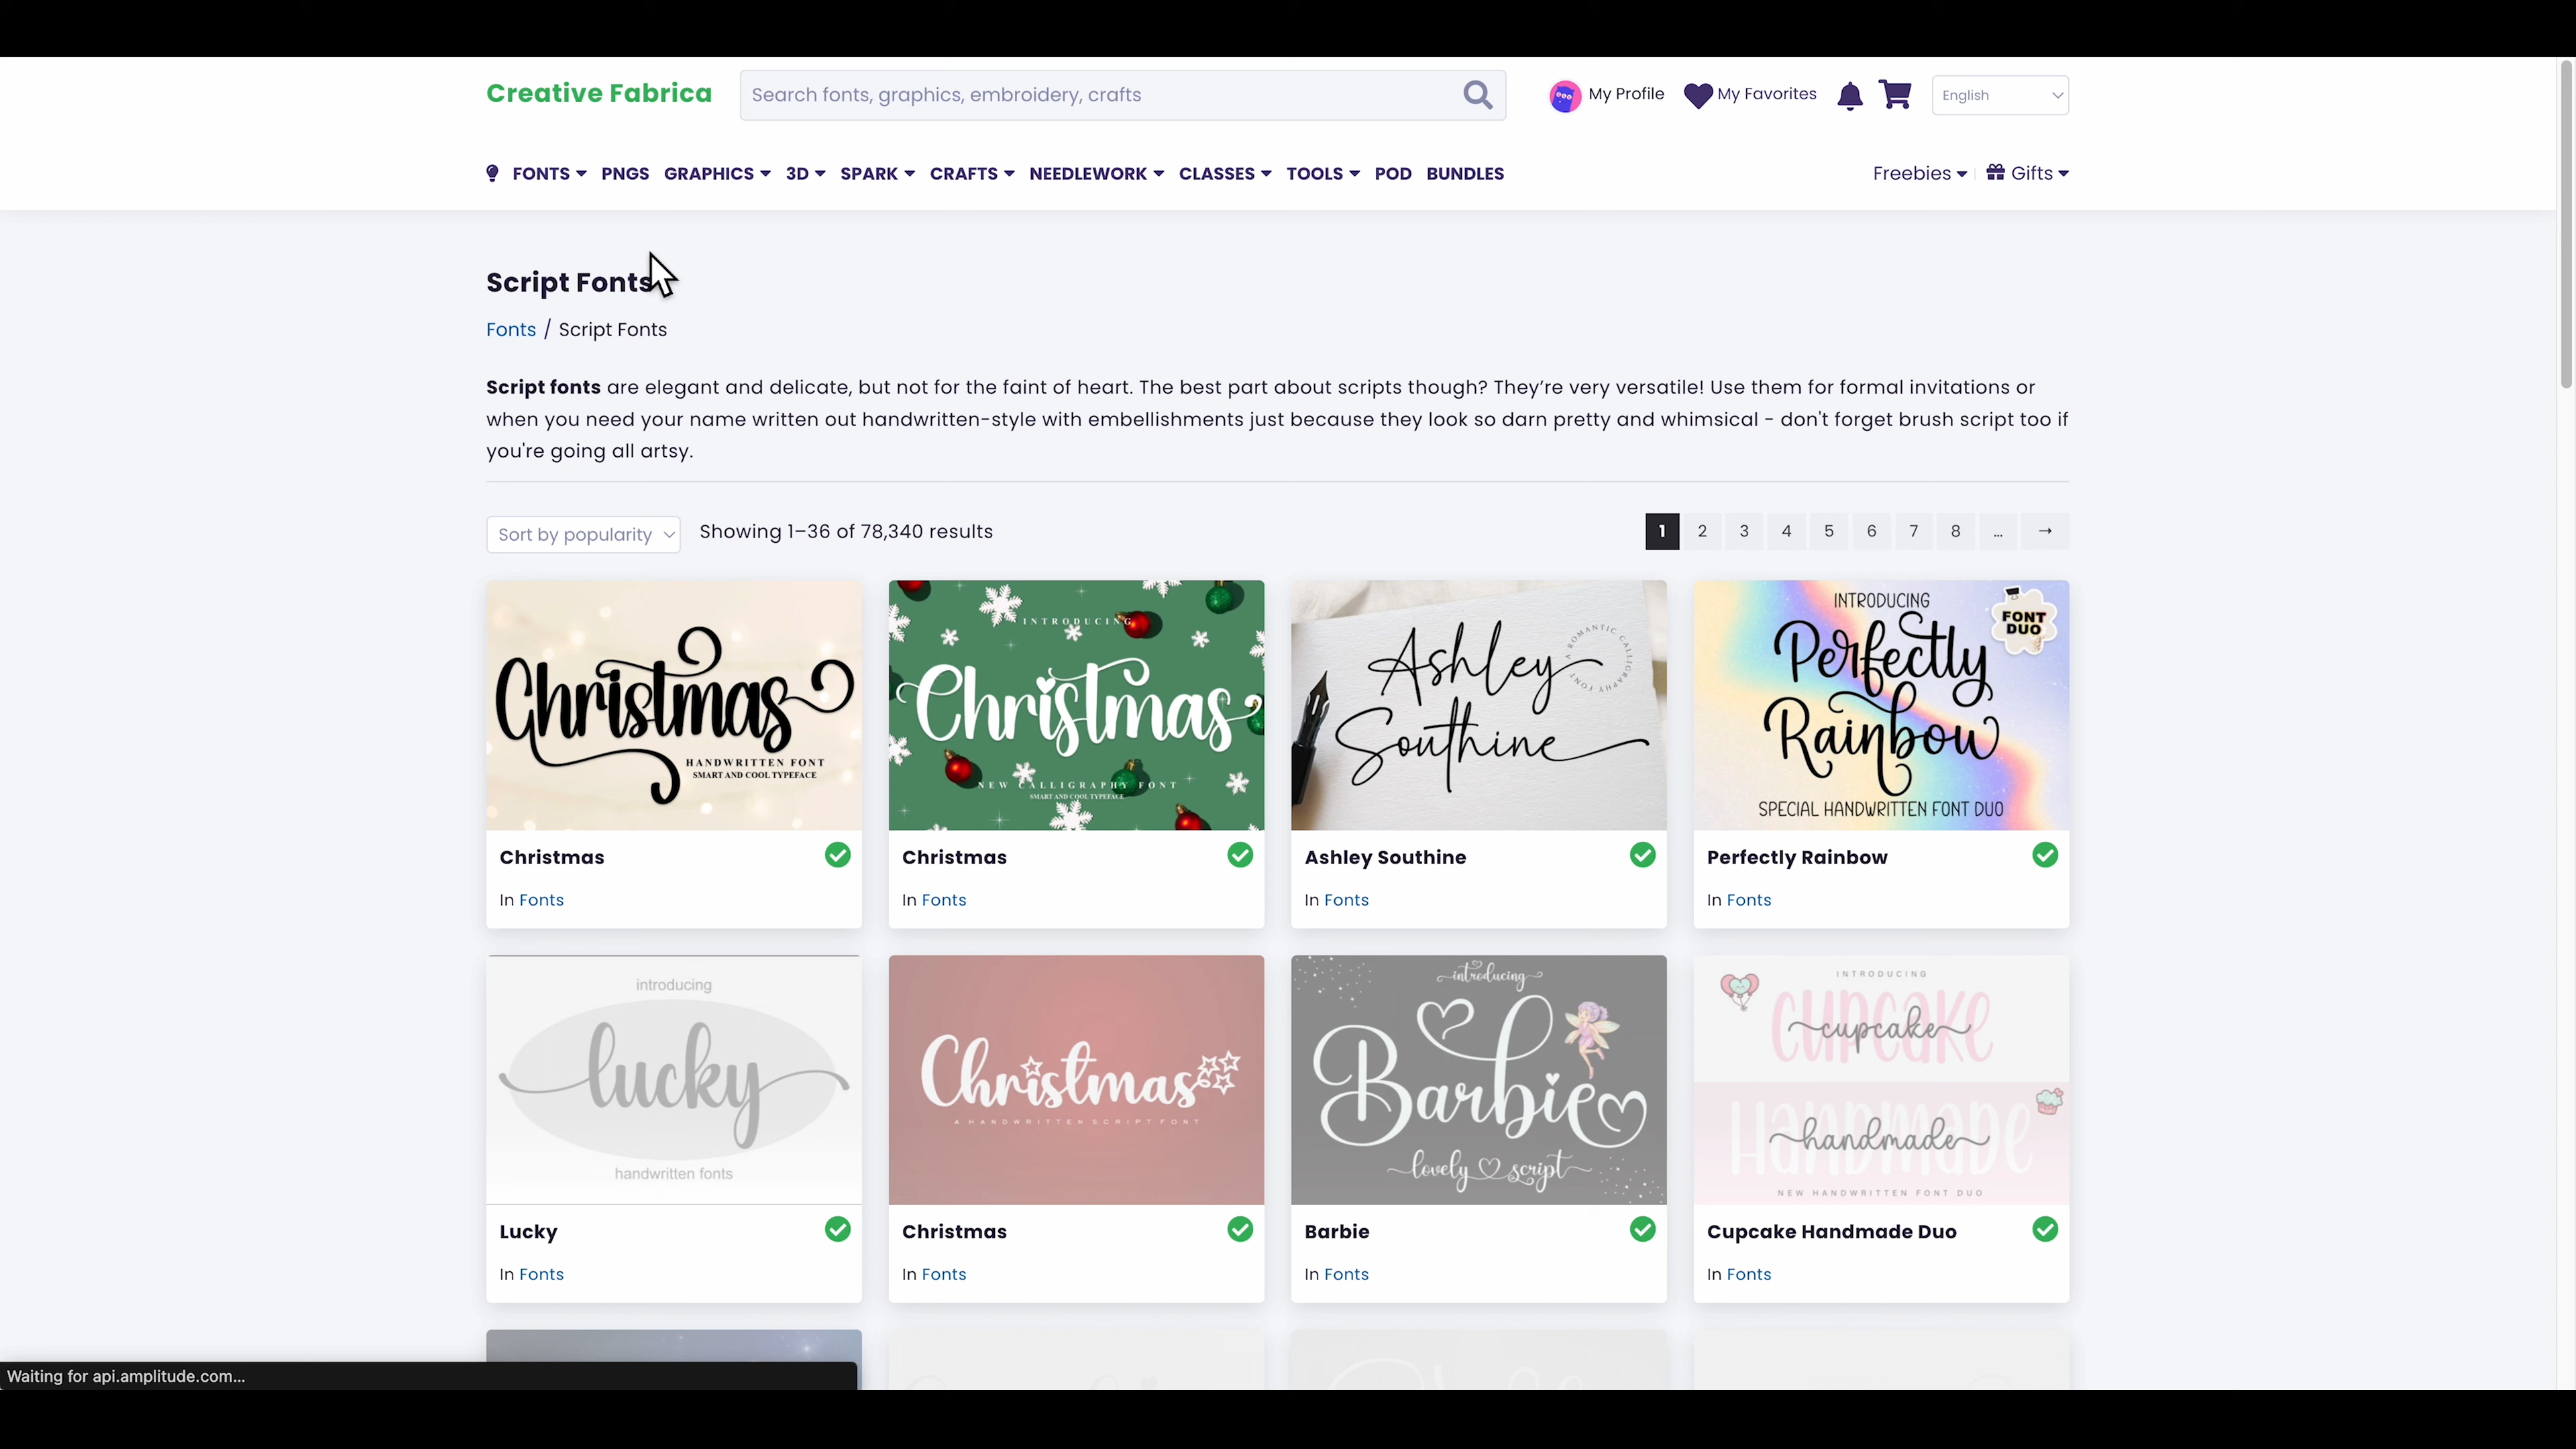 Creative Fabrica
Search fonts, graphics, embroidery, crafts
My Profile
My Favorites
English
FONTS
PNGS
GRAPHICS
3D
SPARK
CRAFTS
NEEDLEWORK
CLASSES
TOOLS
POD
BUNDLES
Freebies
Gifts
Script Fonts
Fonts / Script Fonts
Script fonts are elegant and delicate, but not for the faint of heart. The best part about scripts though? They're very versatile! Use them for formal invitations or
when you need your name written out handwritten-style with embellishments just because they look so darn pretty and whimsical - don't forget brush script too if
you're going all artsy.
Sort by popularity
Showing 1–36 of 78,340 results
1 2 3 4 5 6 7 8 ... →
Christmas
HANDWRITTEN FONT
SMART AND COOL TYPEFACE
INTRODUCING
Christmas
NEW CALLIGRAPHY FONT
SMART AND COOL TYPEFACE
Ashley
Southine
A ROMANTIC CALLIGRAPHY FONT
INTRODUCING
FONT
DUO
Perfectly
Rainbow
SPECIAL HANDWRITTEN FONT DUO
Christmas
In Fonts
Christmas
In Fonts
Ashley Southine
In Fonts
Perfectly Rainbow
In Fonts
introducing
lucky
handwritten fonts
Christmas
A HANDWRITTEN SCRIPT FONT
introducing
Barbie
lovely script
INTRODUCING
cupcake
cupcake
Handmade
handmade
NEW HANDWRITTEN FONT DUO
Lucky
In Fonts
Christmas
In Fonts
Barbie
In Fonts
Cupcake Handmade Duo
In Fonts
Waiting for api.amplitude.com...